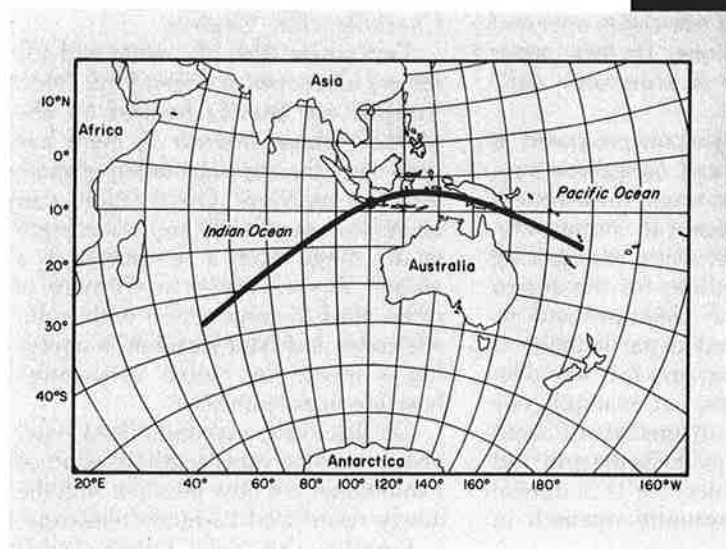 Asia
10°N
Africa
0°
Pacific Ocean
10°
Indian Ocean
20°
Australia
30°
40°S
Antarctica
20°E 40° 60° 80° 100° 120° 140° 160° 180° 160°W